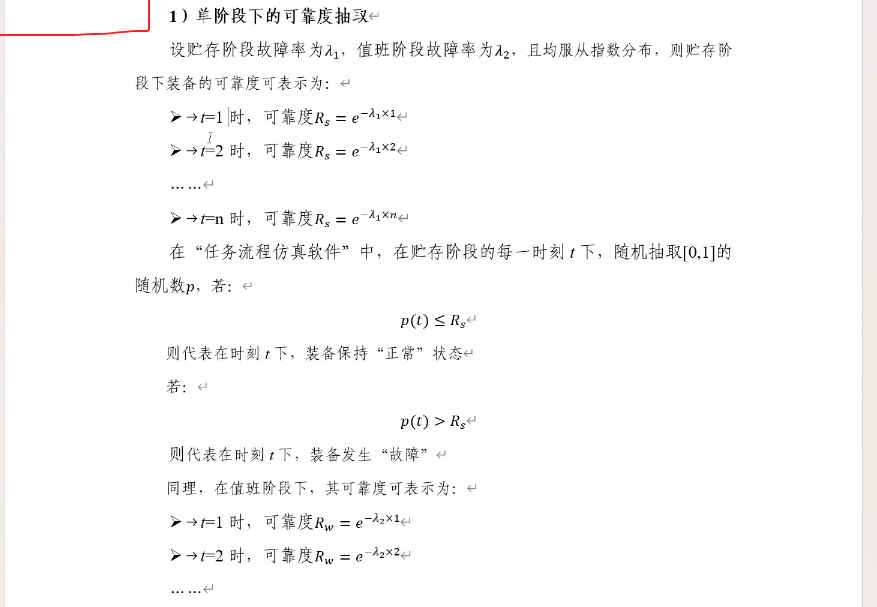 1）单阶段下的可靠度抽取
设贮存阶段故障率为λ₁，值班阶段故障率为λ₂，且均服从指数分布，则贮存阶
段下装备的可靠度可表示为：
➢→t=1 时，可靠度Rₛ = e^{−λ₁×1}
➢→t=2 时，可靠度Rₛ = e^{−λ₁×2}
……
➢→t=n 时，可靠度Rₛ = e^{−λ₁×n}
在“任务流程仿真软件”中，在贮存阶段的每一时刻 t 下，随机抽取[0,1]的
随机数p，若：
p(t) ≤ Rₛ
则代表在时刻 t 下，装备保持“正常”状态
若：
p(t) > Rₛ
则代表在时刻 t 下，装备发生“故障”
同理，在值班阶段下，其可靠度可表示为：
➢→t=1 时，可靠度R_w = e^{−λ₂×1}
➢→t=2 时，可靠度R_w = e^{−λ₂×2}
……